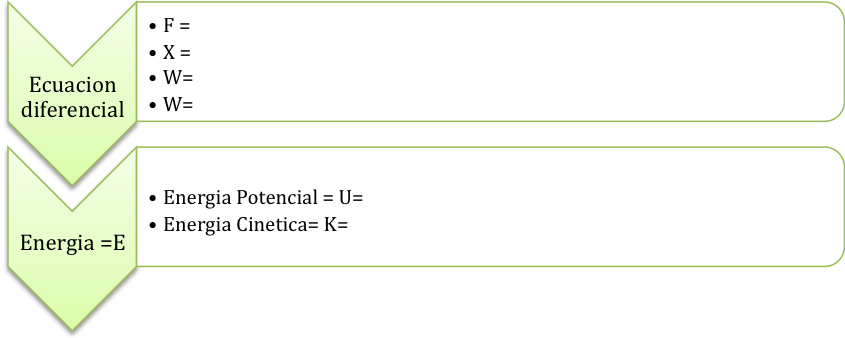 Ecuacion
diferencial
• F =
• X =
• W=
• W=
Energia =E
• Energia Potencial = U=
• Energia Cinetica= K=